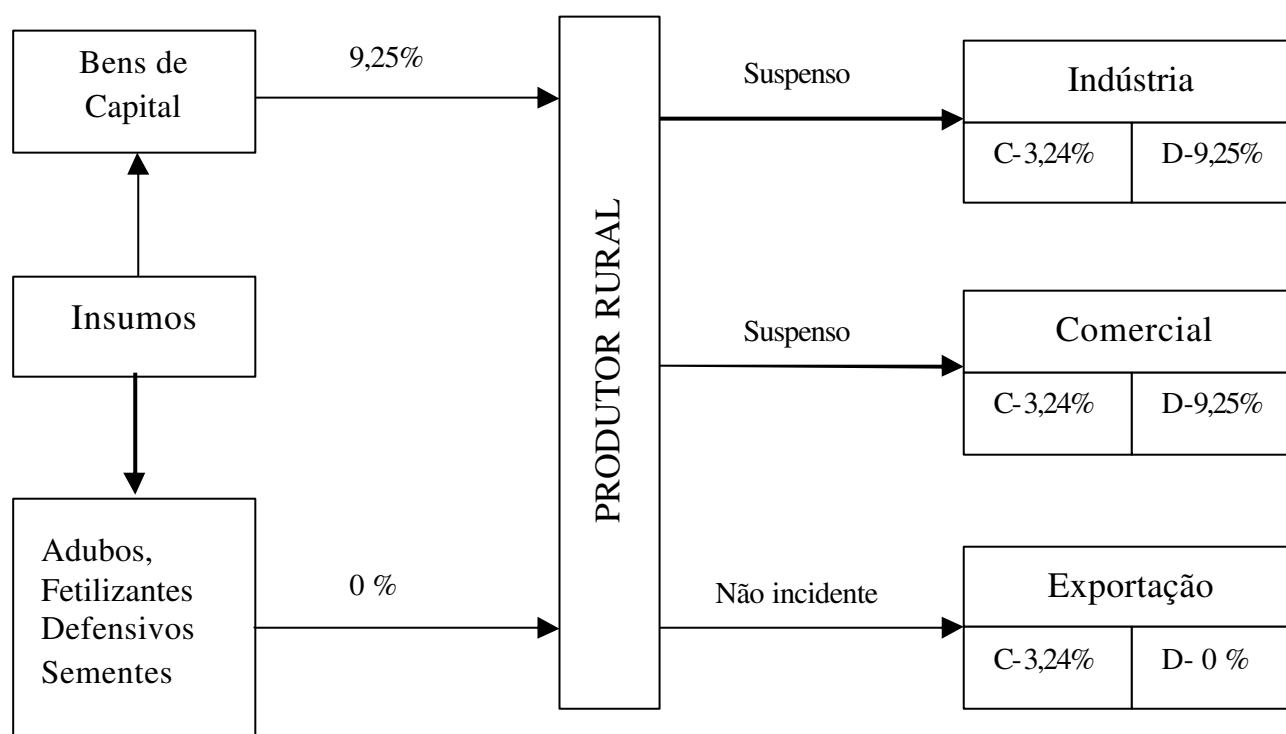 Bens de
Capital
9,25%
Insumos
Adubos,
Fetilizantes
Defensivos
Sementes
0 %
PRODUTOR RURAL
Suspenso
Indústria
C-3,24% D-9,25%
Suspenso
Comercial
C-3,24% D-9,25%
Não incidente
Exportação
C-3,24% D- 0 %